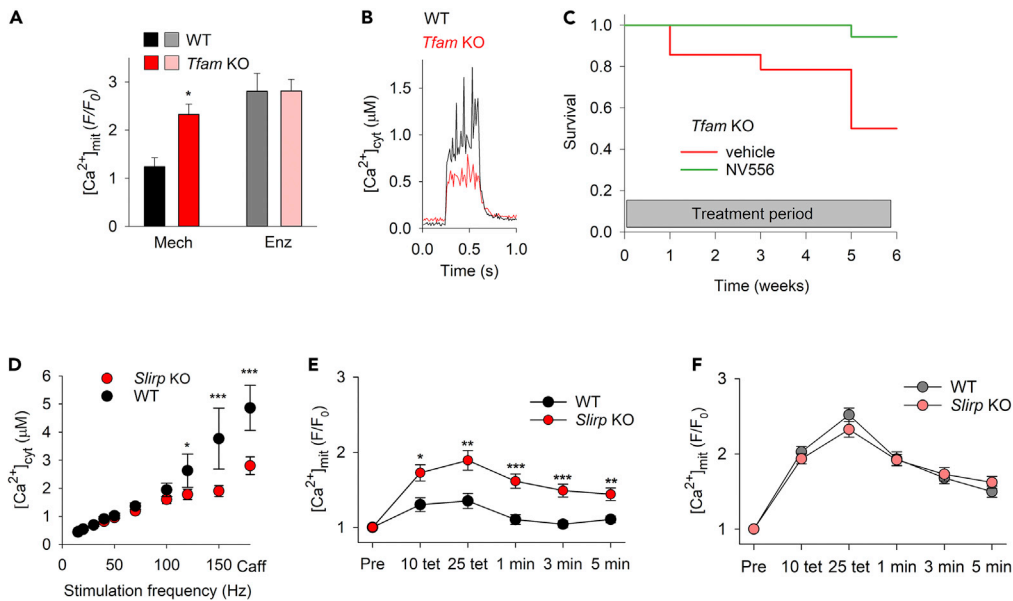 A
WT
Tfam KO
[Ca2+]mit (F/F0)
3
2
1
0
*
Mech
Enz
B
WT
Tfam KO
[Ca2+]cyt (μM)
1.5
1.0
0.5
0.0
0.0
0.5
1.0
Time (s)
C
Survival
1.0
0.8
0.6
0.4
0.2
0.0
Tfam KO
vehicle
NV556
Treatment period
0
1
2
3
4
5
6
Time (weeks)
D
Slirp KO
WT
[Ca2+]cyt (μM)
6
5
4
3
2
1
0
*
***
***
0
50
100
150
Caff
Stimulation frequency (Hz)
E
WT
Slirp KO
[Ca2+]mit (F/F0)
3
2
1
*
**
***
***
**
Pre
10 tet
25 tet
1 min
3 min
5 min
F
WT
Slirp KO
[Ca2+]mit (F/F0)
3
2
1
Pre
10 tet
25 tet
1 min
3 min
5 min